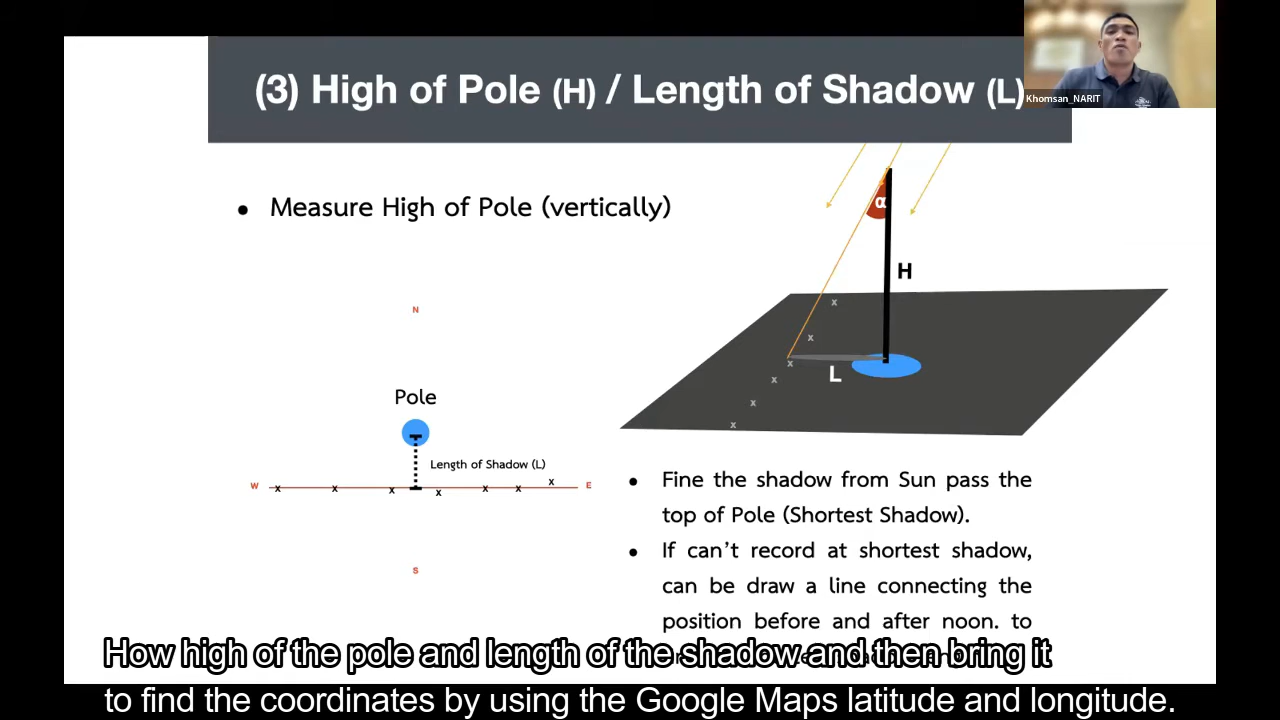 (3) High of Pole (H) / Length of Shadow (L)
Khomsan_NARIT
• Measure High of Pole (vertically)
α
H
L
N
Pole
Length of Shadow (L)
W
E
S
• Fine the shadow from Sun pass the
top of Pole (Shortest Shadow).
• If can't record at shortest shadow,
can be draw a line connecting the
position before and after noon. to
How high of the pole and length of the shadow and then bring it
to find the coordinates by using the Google Maps latitude and longitude.